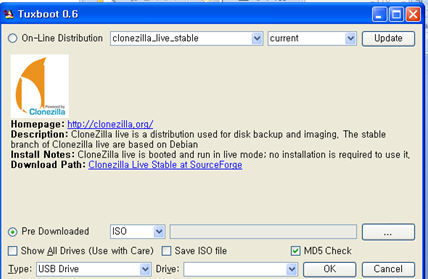 Tuxboot 0.6
On-Line Distribution clonezilla_live_stable current Update
Powered by
Clonezilla
Homepage: http://clonezilla.org/
Description: CloneZilla live is a distribution used for disk backup and imaging. The stable
branch of Clonezilla live are based on Debian
Install Notes: CloneZilla live is booted and run in live mode; no installation is required to use it.
Download Path: Clonezilla Live Stable at SourceForge
Pre Downloaded ISO ...
Show All Drives (Use with Care) Save ISO file MD5 Check
Type: USB Drive Drive: OK Cancel